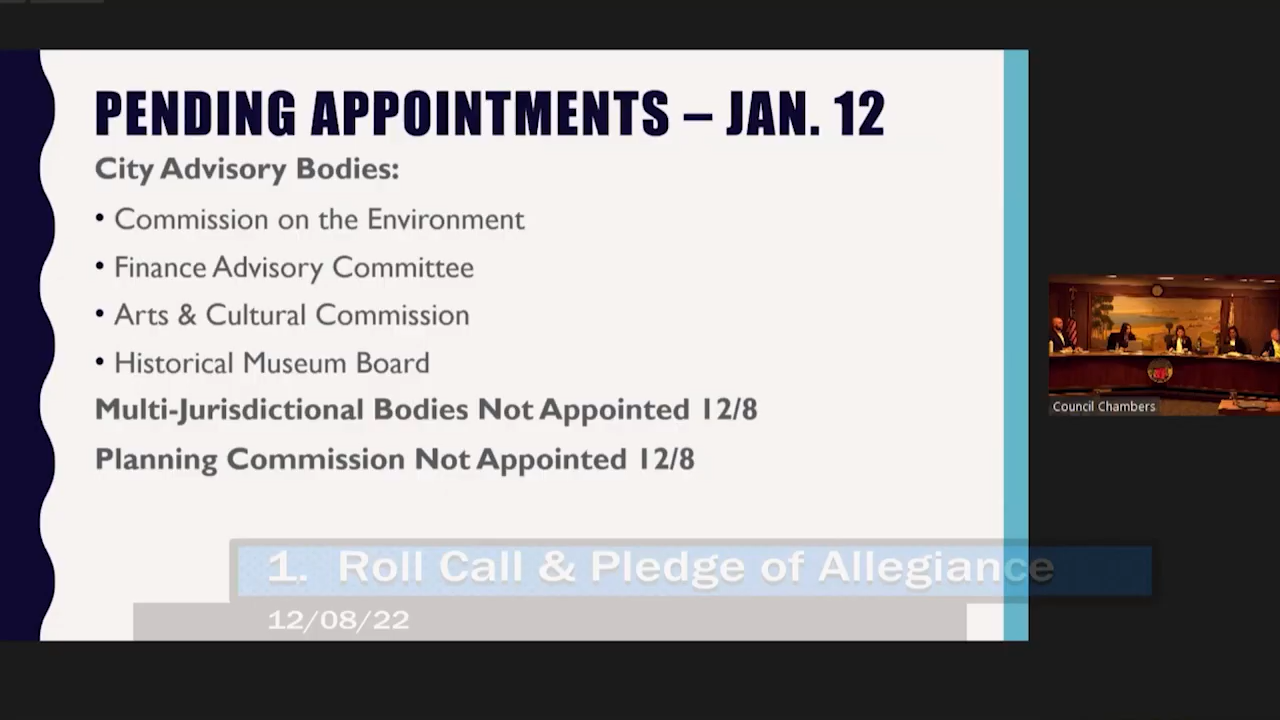 PENDING APPOINTMENTS – JAN. 12
City Advisory Bodies:
• Commission on the Environment
• Finance Advisory Committee
• Arts & Cultural Commission
• Historical Museum Board
Multi-Jurisdictional Bodies Not Appointed 12/8
Planning Commission Not Appointed 12/8
Council Chambers
1. Roll Call & Pledge of Allegiance
12/08/22